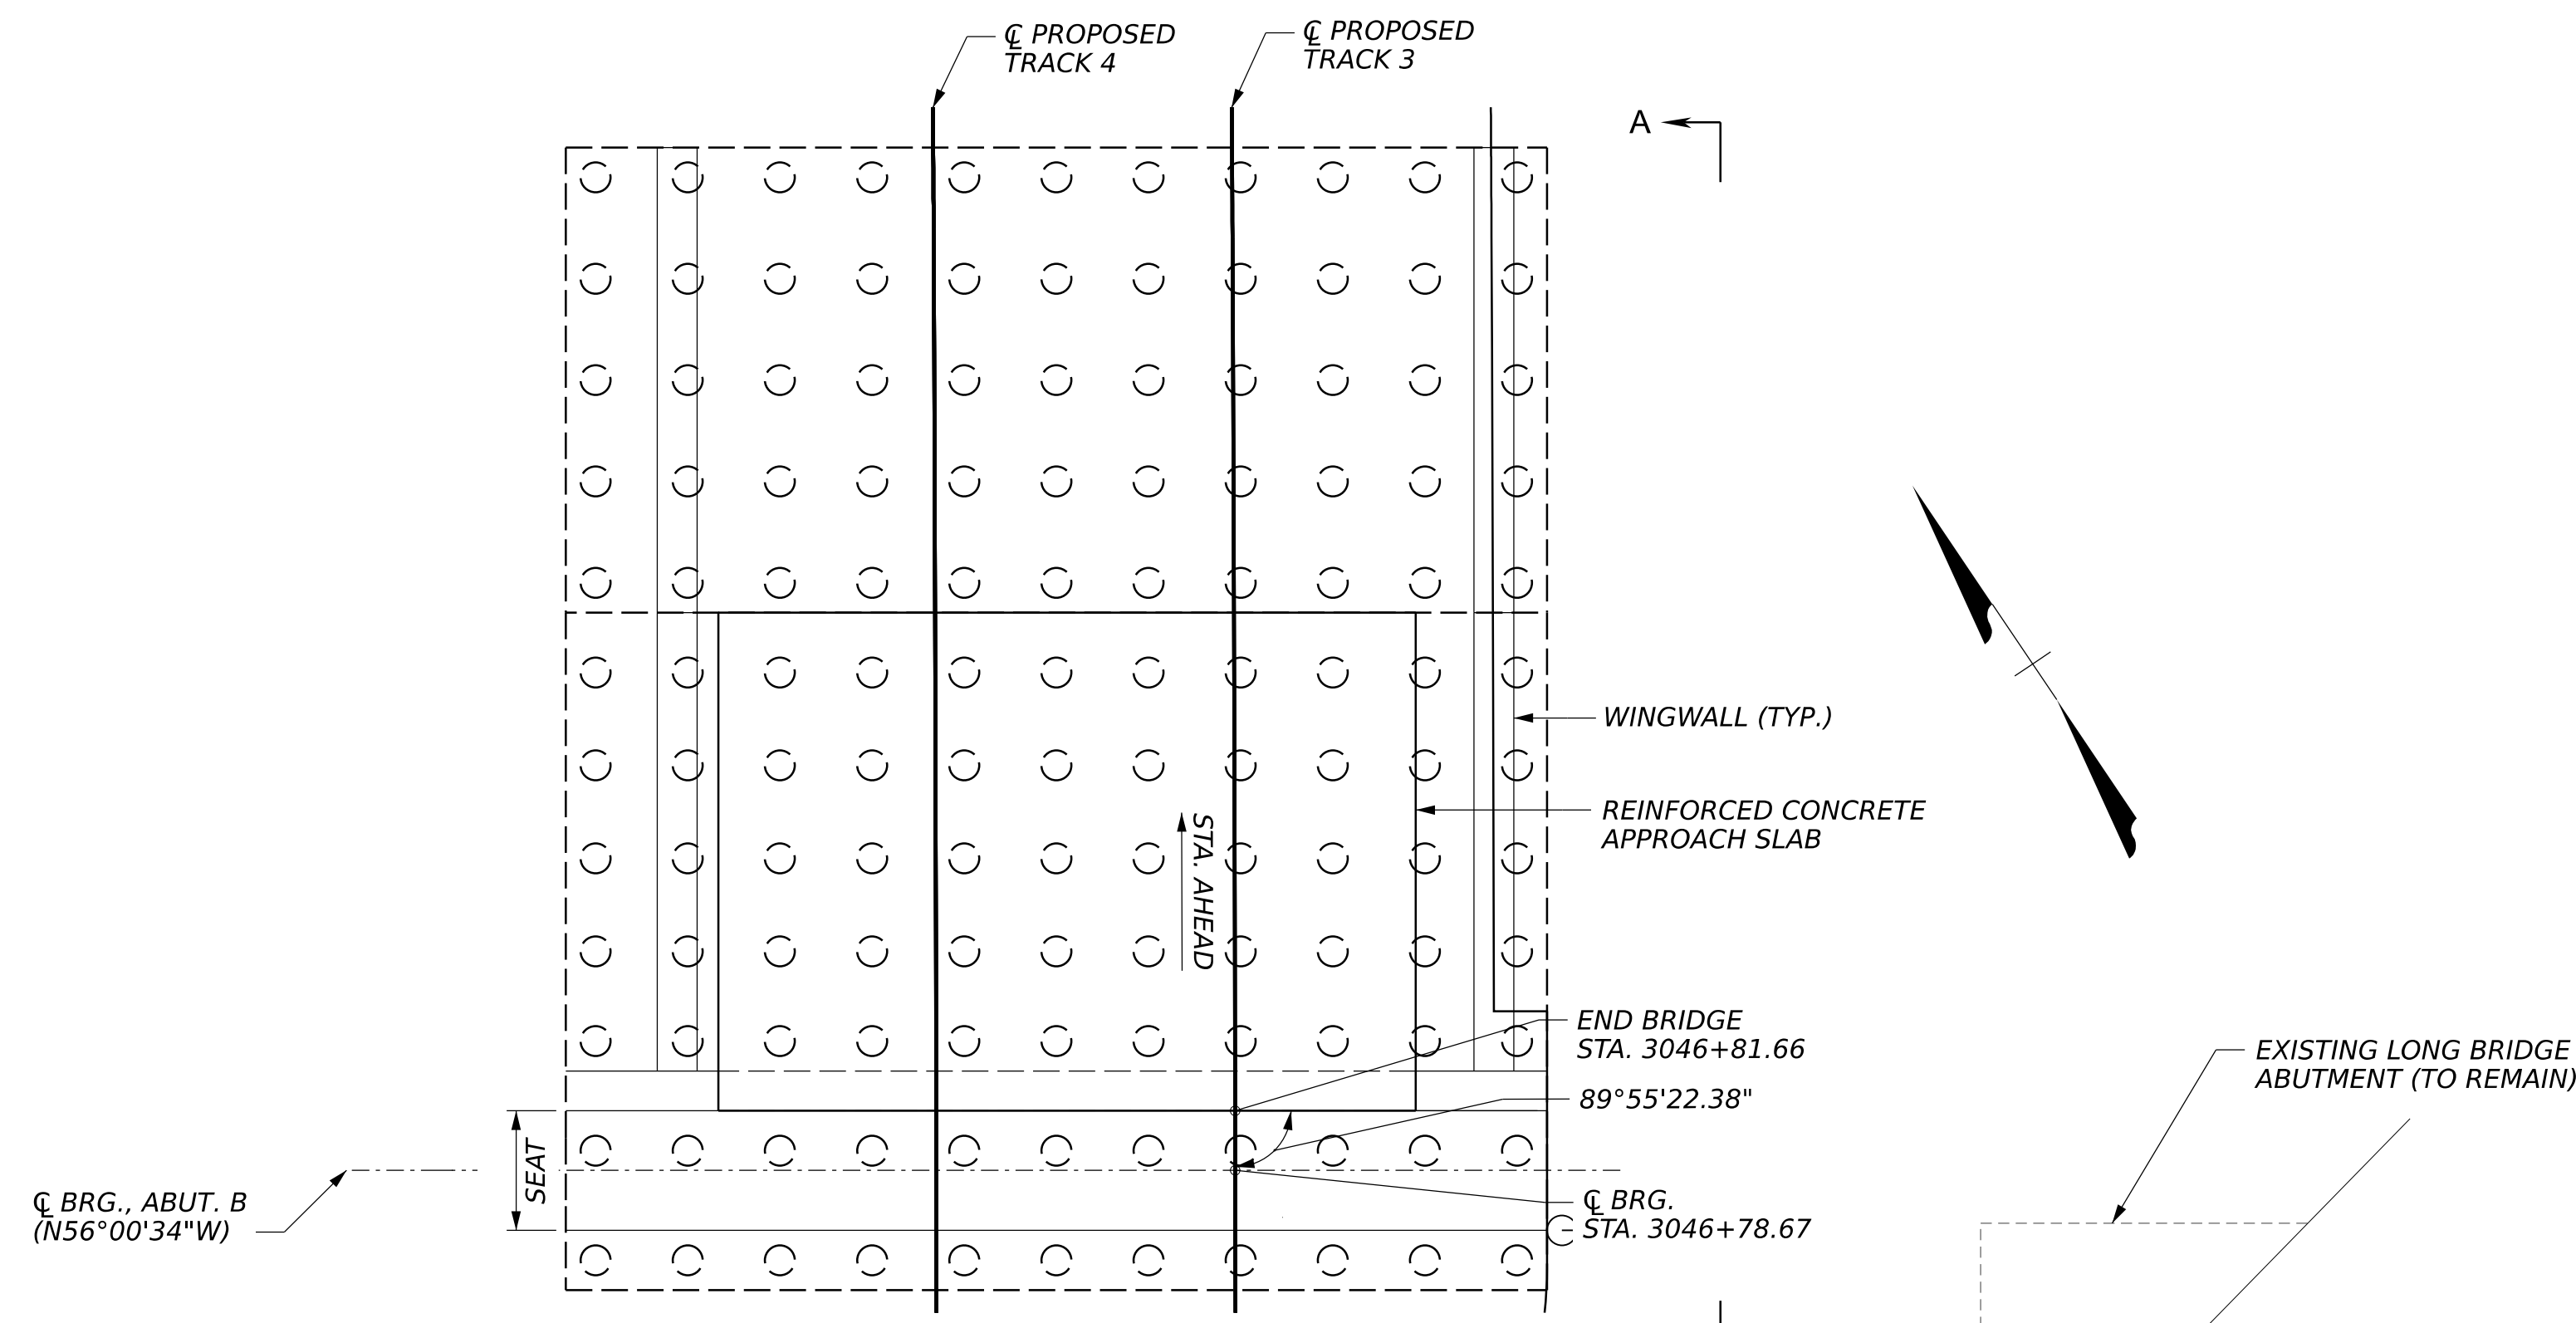 ℄ PROPOSED
TRACK 4
℄ PROPOSED
TRACK 3
A
WINGWALL (TYP.)
REINFORCED CONCRETE
APPROACH SLAB
STA. AHEAD
END BRIDGE
STA. 3046+81.66
89°55'22.38"
EXISTING LONG BRIDGE
ABUTMENT (TO REMAIN)
SEAT
℄ BRG., ABUT. B
(N56°00'34"W)
℄ BRG.
STA. 3046+78.67